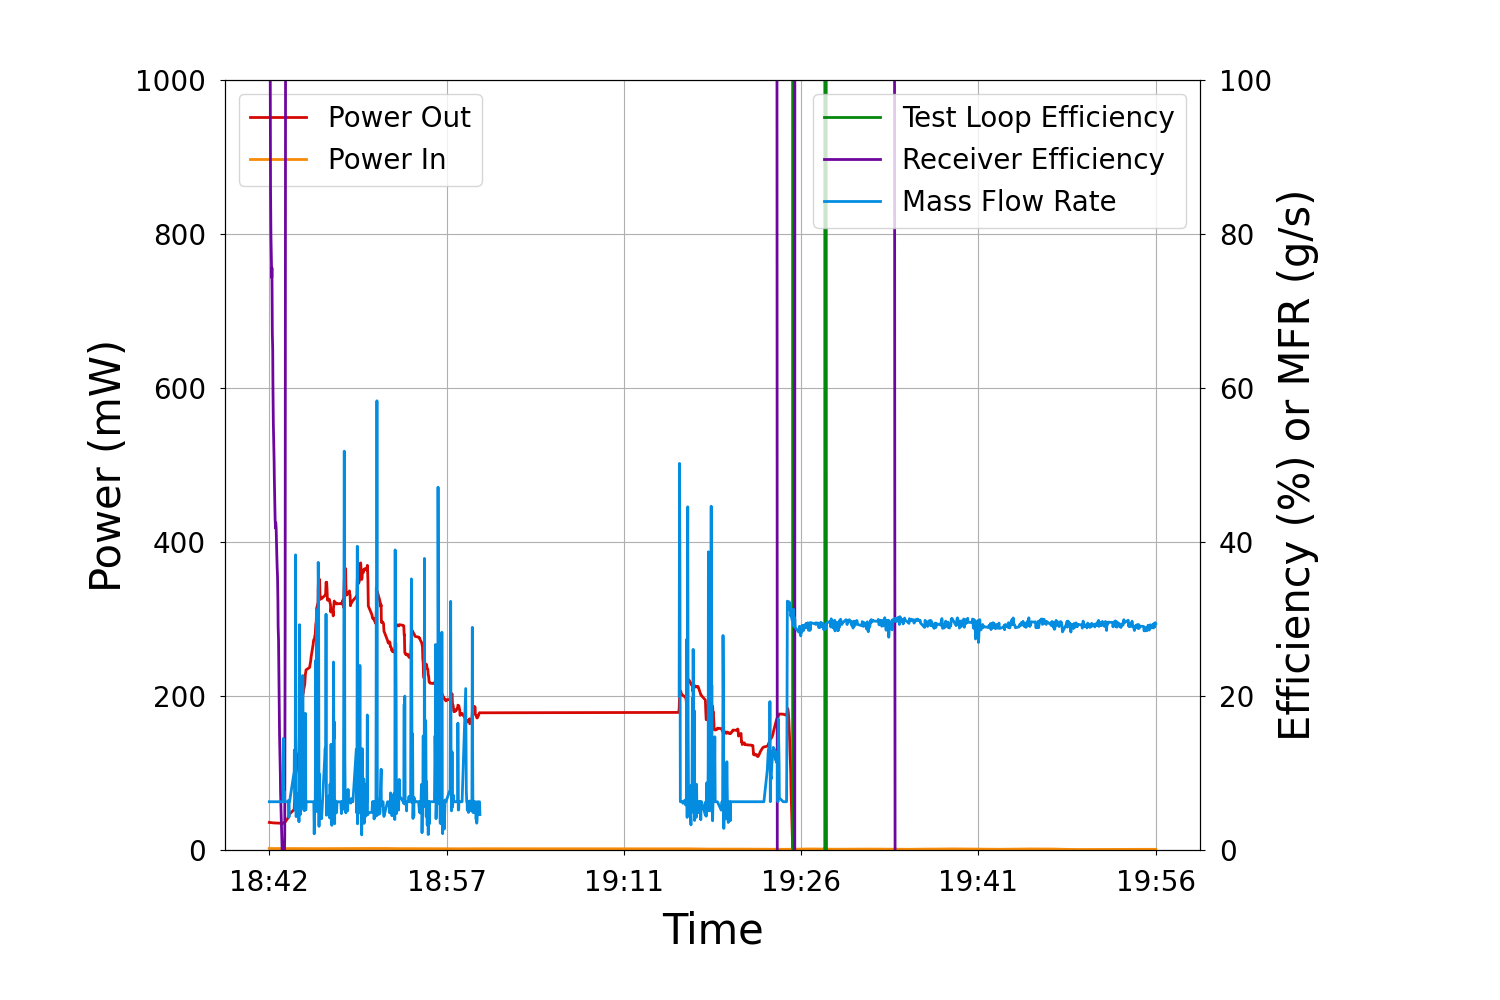 1000
800
600
400
200
0
Power (mW)
Power Out
Power In
Test Loop Efficiency
Receiver Efficiency
Mass Flow Rate
100
80
60
40
20
0
Efficiency (%) or MFR (g/s)
18:42
18:57
19:11
19:26
19:41
19:56
Time